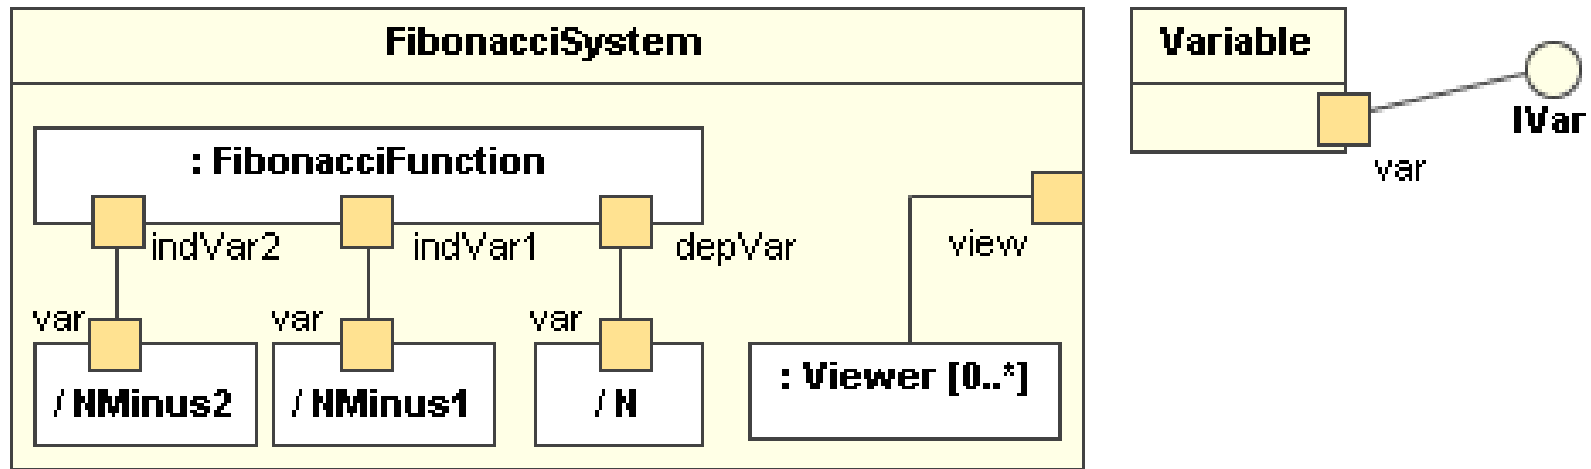 FibonacciSystem
: FibonacciFunction
indVar2
indVar1
depVar
view
var
var
var
/ NMinus2
/ NMinus1
/ N
: Viewer [0..*]
Variable
IVar
var